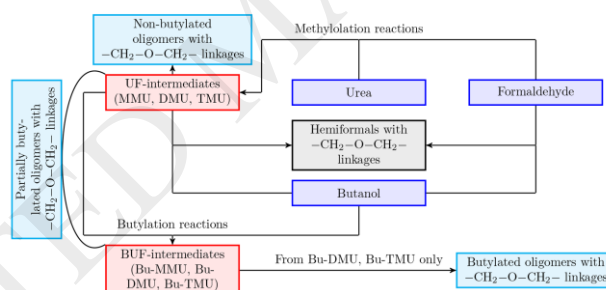 Non-butylated
oligomers with
−CH2−O−CH2− linkages
Methylolation reactions
Partially buty-
lated oligomers with
−CH2−O−CH2− linkages
UF-intermediates
(MMU, DMU, TMU)
Urea
Formaldehyde
Hemiformals with
−CH2−O−CH2−
linkages
Butanol
Butylation reactions
BUF-intermediates
(Bu-MMU, Bu-
DMU, Bu-TMU)
From Bu-DMU, Bu-TMU only
Butylated oligomers with
−CH2−O−CH2− linkages